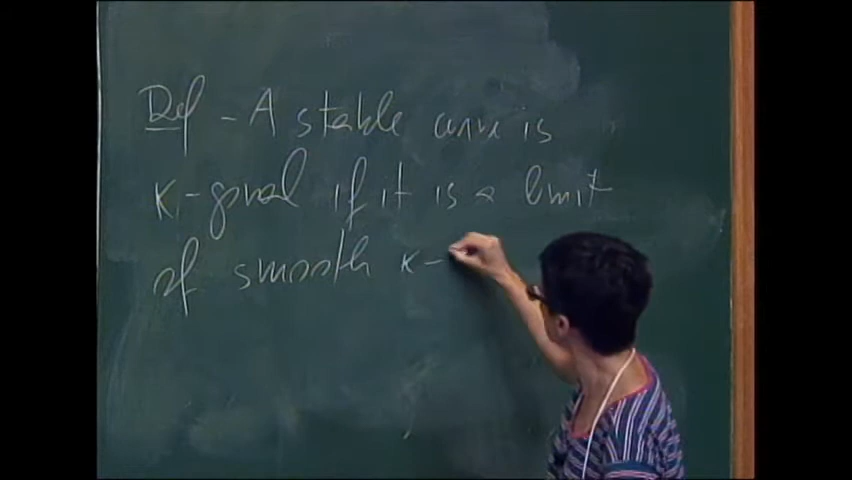 Def - A stable curve is
K-gonal if it is a limit
of smooth K-